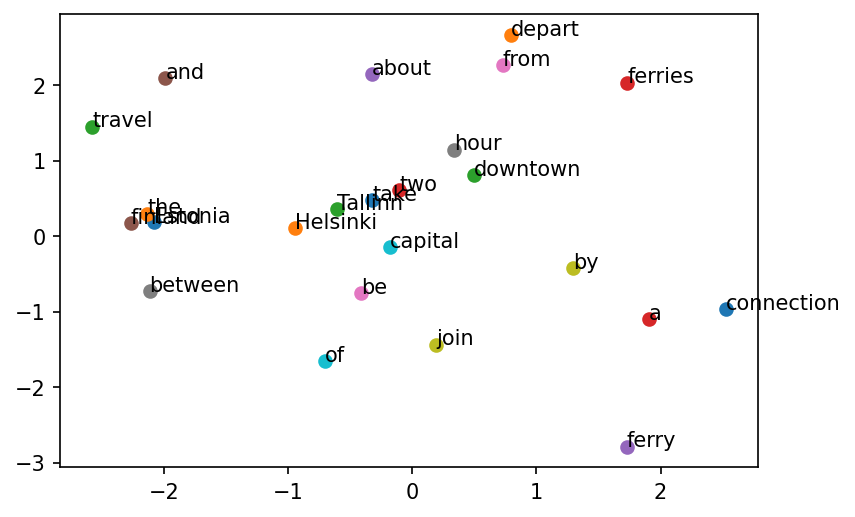 depart
from
and
about
ferries
travel
hour
downtown
two
take
Tallinn
the
finland
Estonia
Helsinki
capital
by
between
be
connection
a
join
of
ferry
2
1
0
−1
−2
−3
−2
−1
0
1
2